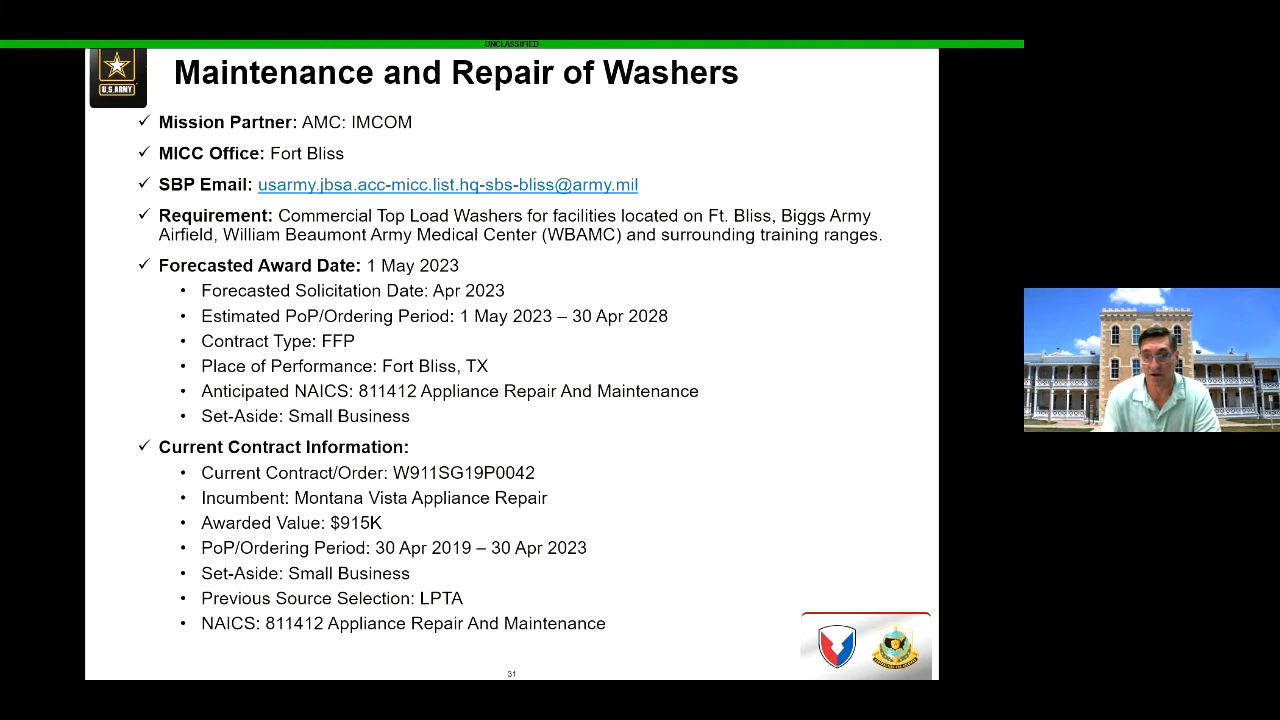 UNCLASSIFIED
U.S. ARMY
Maintenance and Repair of Washers
✓ Mission Partner: AMC: IMCOM
✓ MICC Office: Fort Bliss
✓ SBP Email: usarmy.jbsa.acc-micc.list.hq-sbs-bliss@army.mil
✓ Requirement: Commercial Top Load Washers for facilities located on Ft. Bliss, Biggs Army
Airfield, William Beaumont Army Medical Center (WBAMC) and surrounding training ranges.
✓ Forecasted Award Date: 1 May 2023
• Forecasted Solicitation Date: Apr 2023
• Estimated PoP/Ordering Period: 1 May 2023 – 30 Apr 2028
• Contract Type: FFP
• Place of Performance: Fort Bliss, TX
• Anticipated NAICS: 811412 Appliance Repair And Maintenance
• Set-Aside: Small Business
✓ Current Contract Information:
• Current Contract/Order: W911SG19P0042
• Incumbent: Montana Vista Appliance Repair
• Awarded Value: $915K
• PoP/Ordering Period: 30 Apr 2019 – 30 Apr 2023
• Set-Aside: Small Business
• Previous Source Selection: LPTA
• NAICS: 811412 Appliance Repair And Maintenance
31